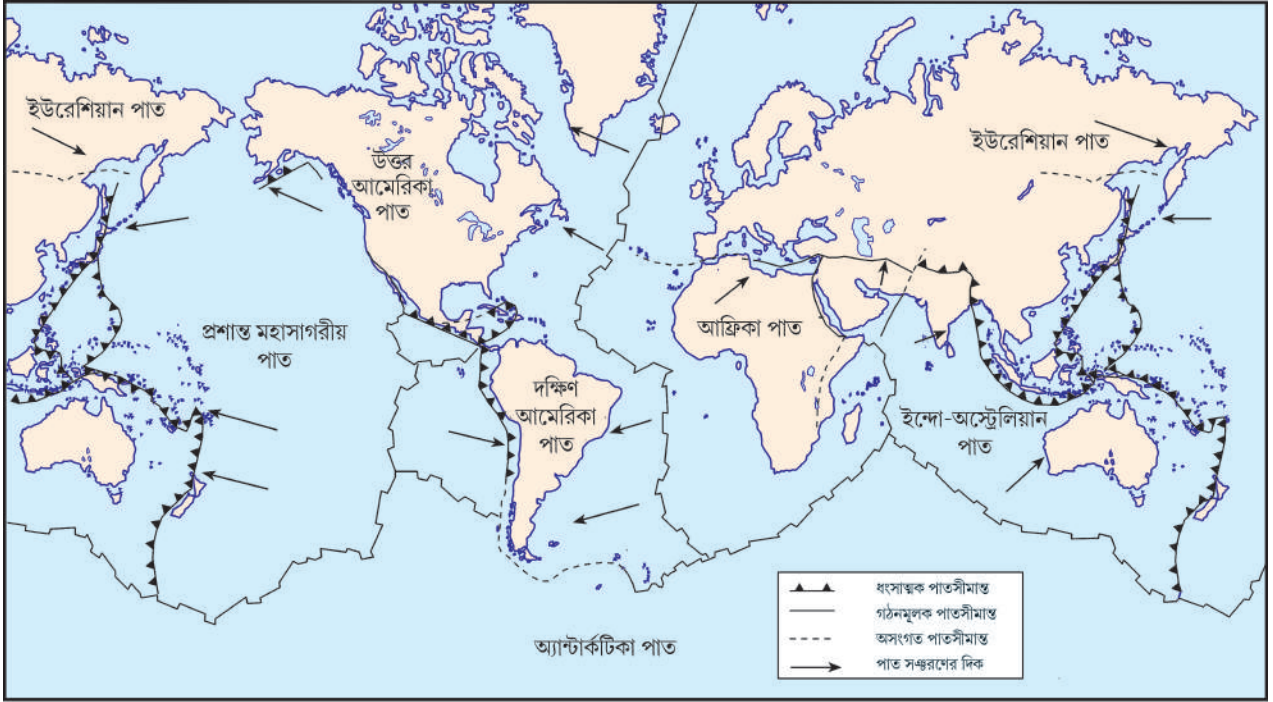 ইউরেশিয়ান পাত
ইউরেশিয়ান পাত
উত্তর
আমেরিকা
পাত
প্রশান্ত মহাসাগরীয়
পাত
আফ্রিকা পাত
দক্ষিণ
আমেরিকা
পাত
ইন্দো-অস্ট্রেলিয়ান
পাত
অ্যান্টার্কটিকা পাত
ধংসাত্মক পাতসীমান্ত
গঠনমূলক পাতসীমান্ত
অসংগত পাতসীমান্ত
পাত সঞ্চরণের দিক